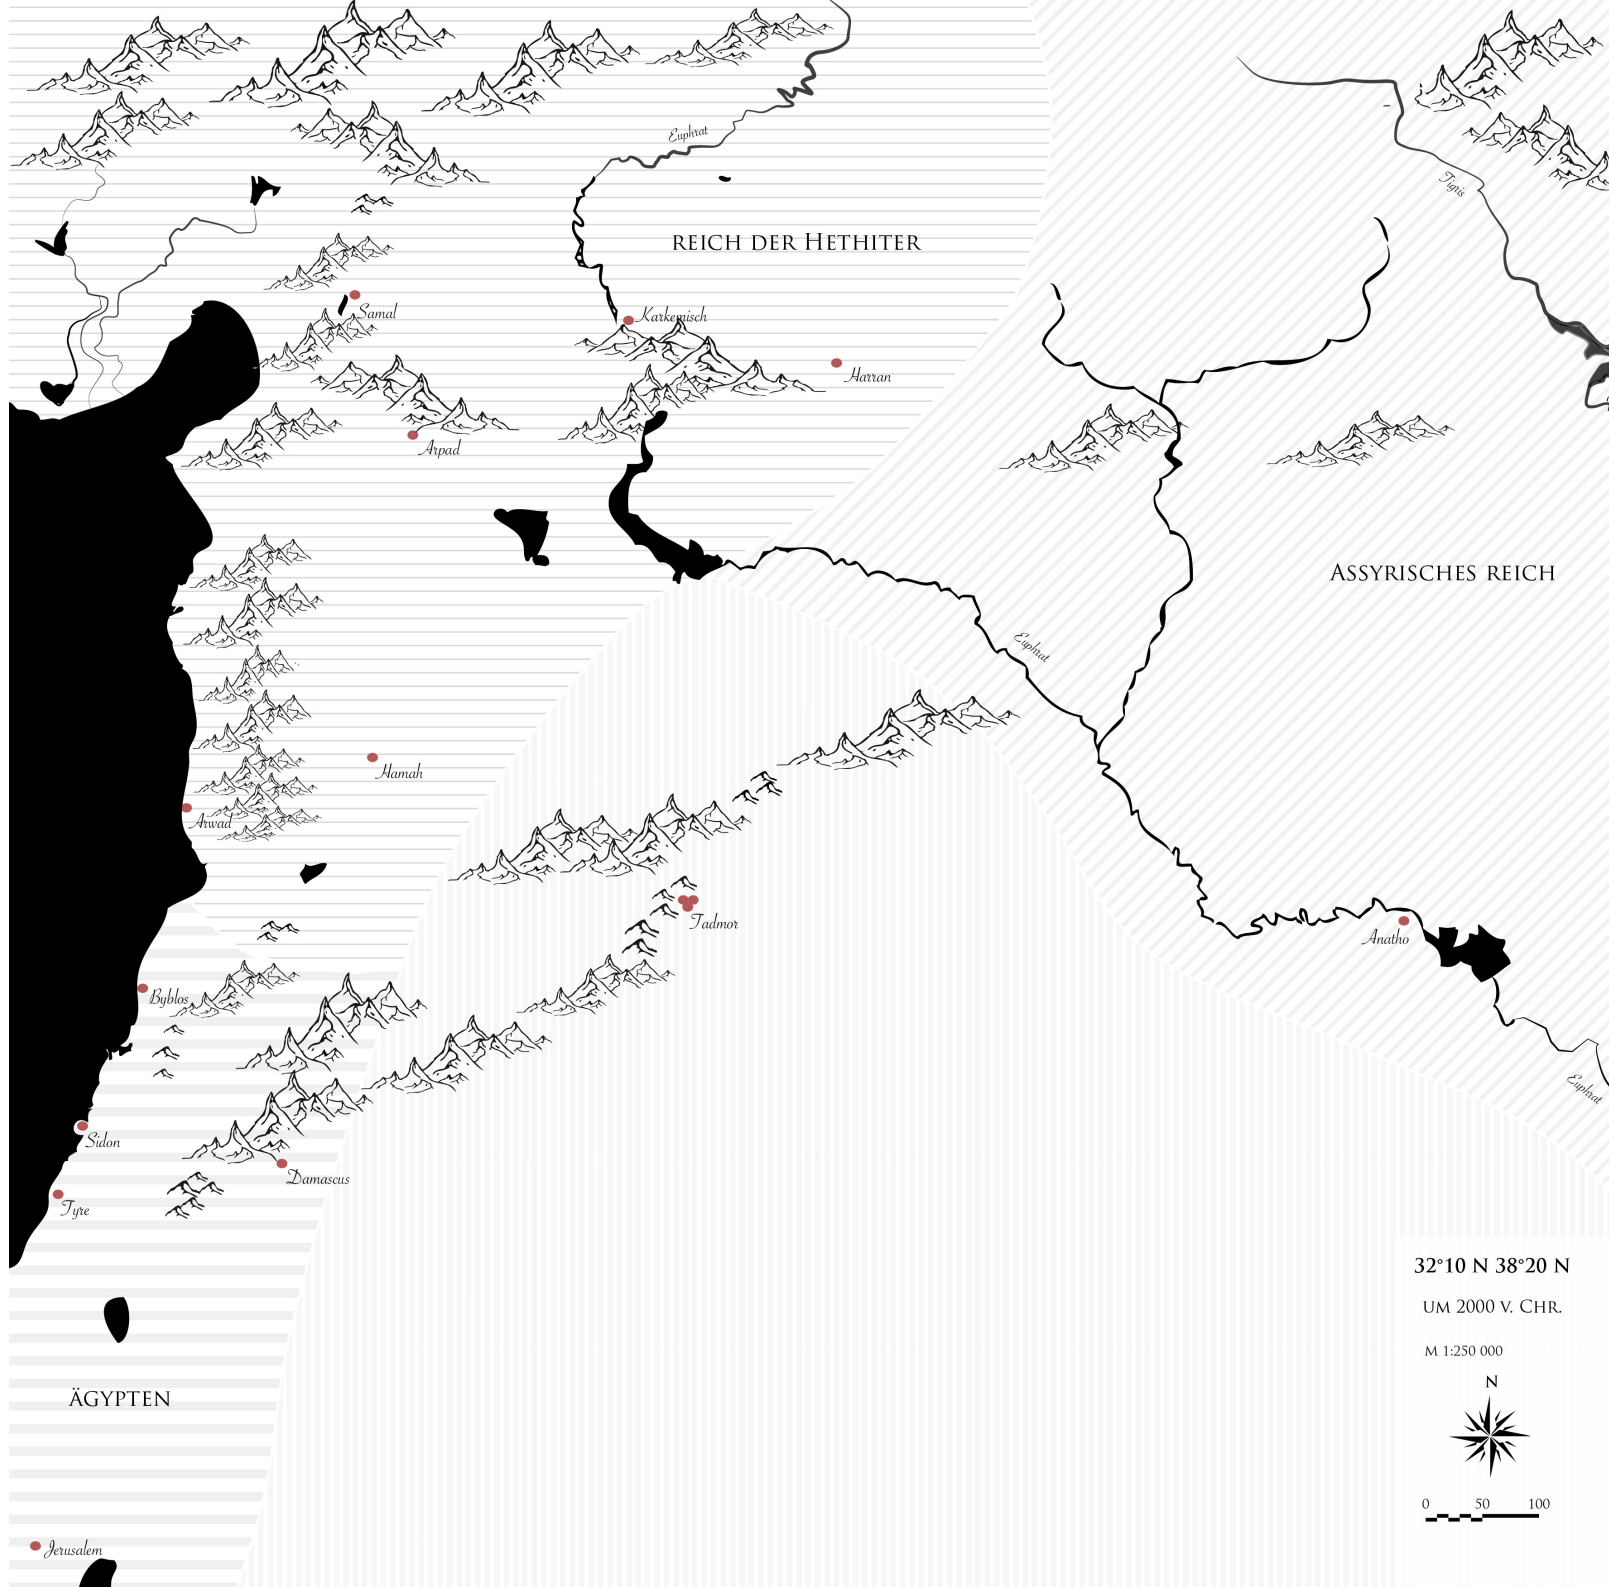 Euphrat
Tigris
REICH DER HETHITER
Samal
Karkemisch
Harran
Arpad
ASSYRISCHES REICH
Euphrat
Hamah
Arwad
Tadmor
Anatho
Byblos
Euphrat
Sidon
Damascus
Tyre
32°10 N 38°20 N
UM 2000 V. CHR.
M 1:250 000
N
ÄGYPTEN
0 50 100
Jerusalem